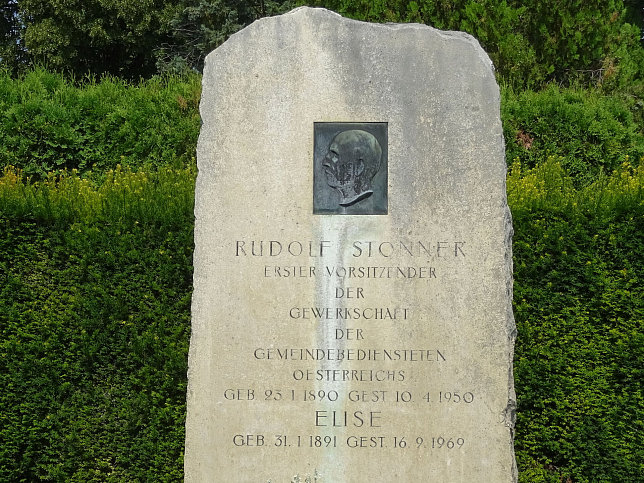 RUDOLF STONNER
ERSTER VORSITZENDER
DER
GEWERKSCHAFT
DER
GEMEINDEBEDIENSTETEN
OESTERREICHS
GEB. 23. 1. 1890 GEST. 10. 4. 1950
ELISE
GEB. 31. 1. 1891 GEST. 16. 9. 1969